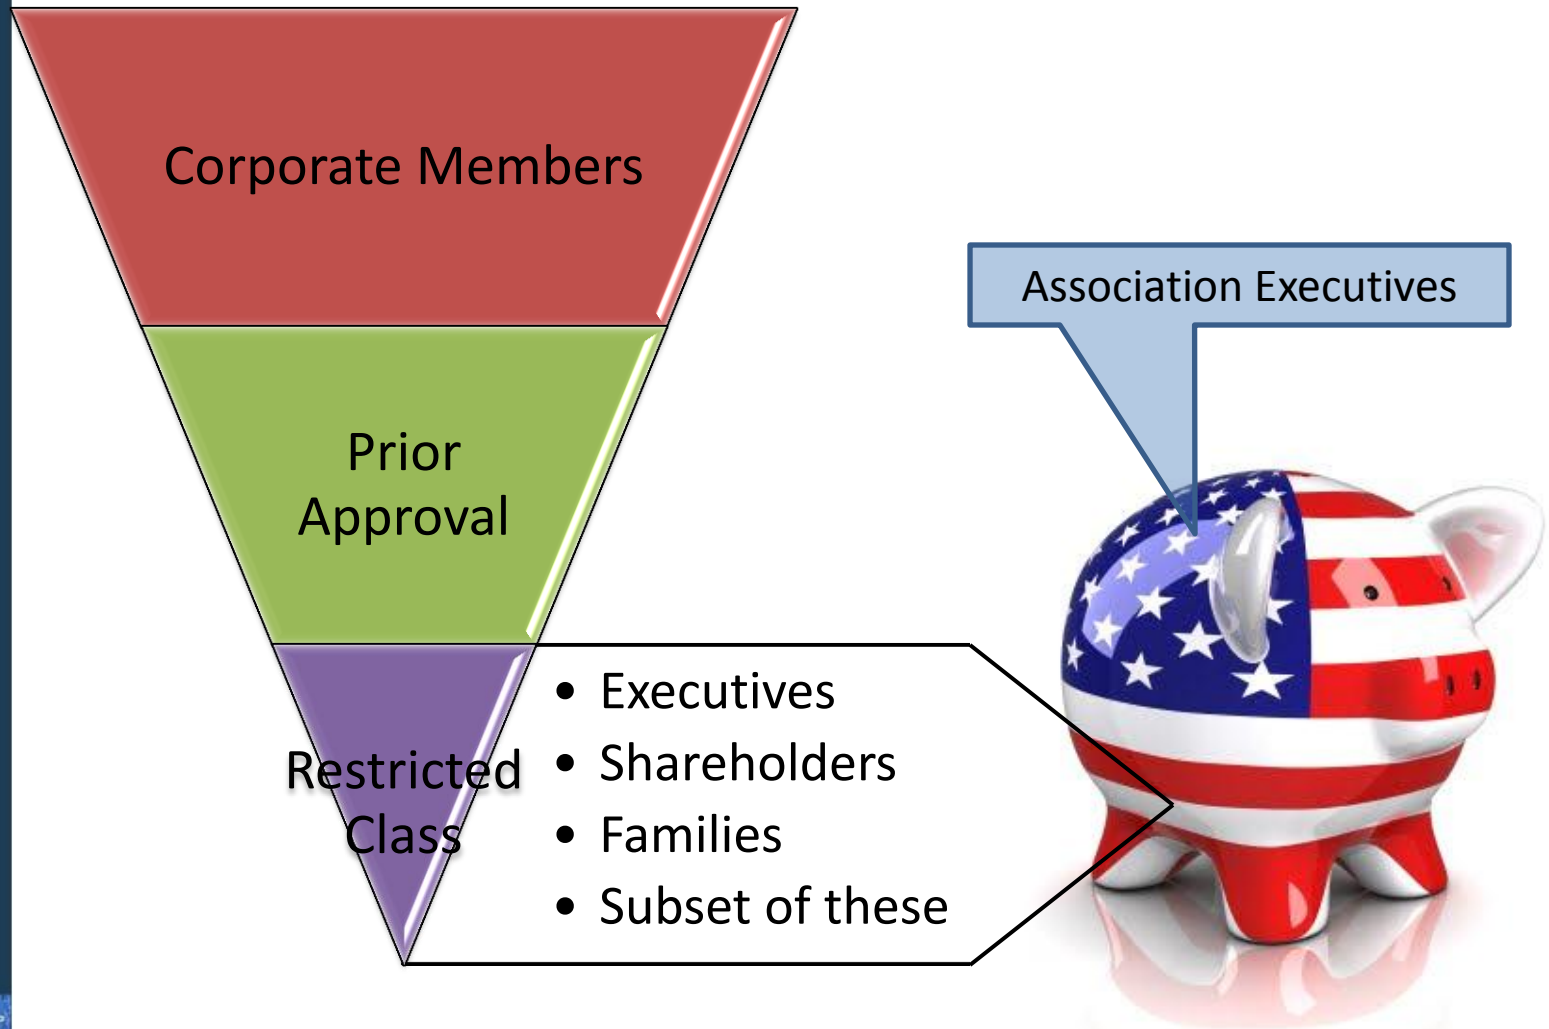 Corporate Members
Association Executives
Prior
Approval
Restricted
Class
• Executives
• Shareholders
• Families
• Subset of these